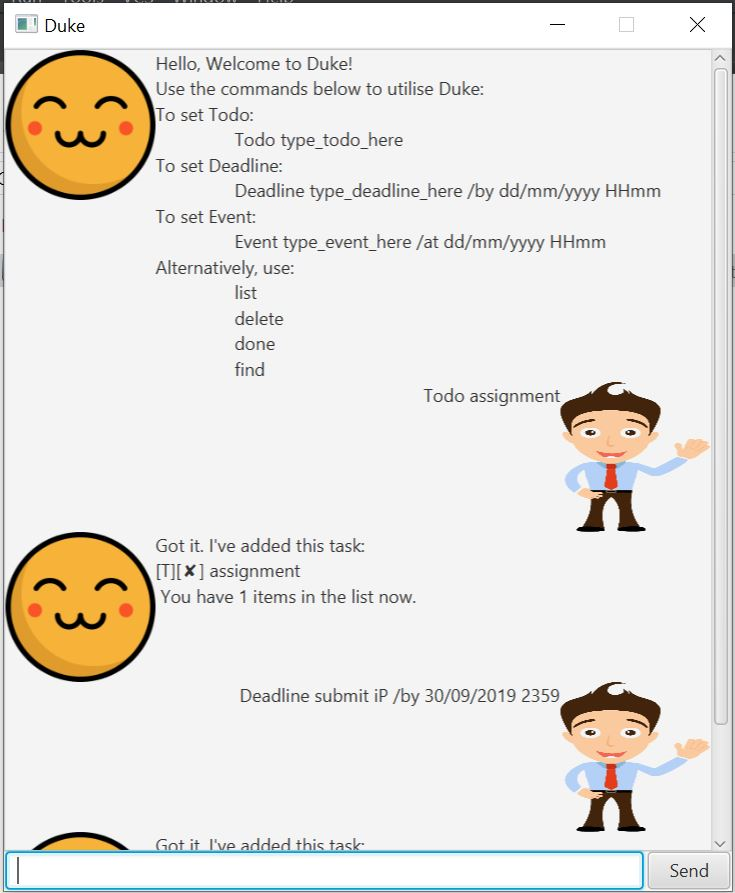 Duke
Hello, Welcome to Duke!
Use the commands below to utilise Duke:
To set Todo:
Todo type_todo_here
To set Deadline:
Deadline type_deadline_here /by dd/mm/yyyy HHmm
To set Event:
Event type_event_here /at dd/mm/yyyy HHmm
Alternatively, use:
list
delete
done
find
Todo assignment
Got it. I've added this task:
[T][✘] assignment
You have 1 items in the list now.
Deadline submit iP /by 30/09/2019 2359
Got it. I've added this task:
Send